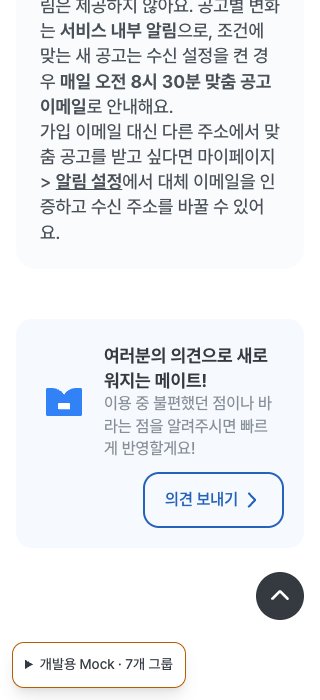 림은 제공하지 않아요. 공고별 변화
는 서비스 내부 알림으로, 조건에
맞는 새 공고는 수신 설정을 켠 경
우 매일 오전 8시 30분 맞춤 공고
이메일로 안내해요.
가입 이메일 대신 다른 주소에서 맞
춤 공고를 받고 싶다면 마이페이지
> 알림 설정에서 대체 이메일을 인
증하고 수신 주소를 바꿀 수 있어
요.
여러분의 의견으로 새로
워지는 메이트!
이용 중 불편했던 점이나 바
라는 점을 알려주시면 빠르
게 반영할게요!
의견 보내기
▶ 개발용 Mock · 7개 그룹